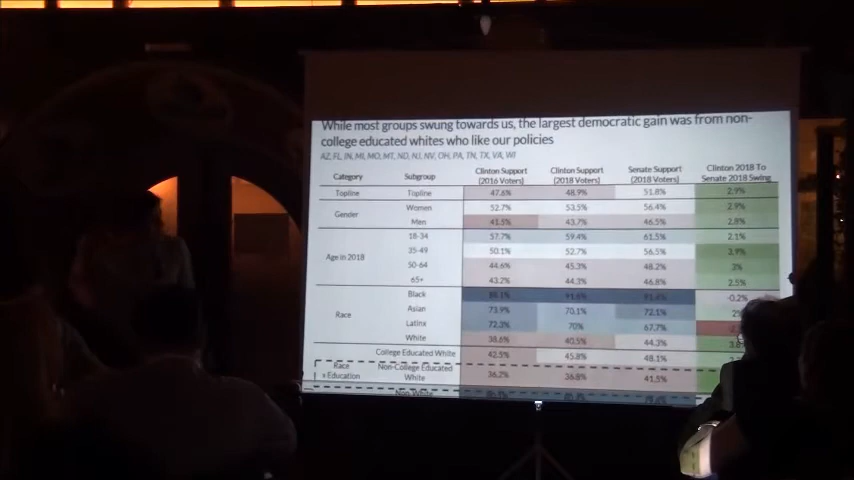 While most groups swung towards us, the largest democratic gain was from non-
college educated whites who like our policies
AZ, FL, IN, MI, MO, MT, ND, NJ, NV, OH, PA, TN, TX, VA, WI
Category Subgroup Clinton Support (2016 Voters) Clinton Support (2018 Voters) Senate Support (2018 Voters) Clinton 2018 To Senate 2018 Swing
Topline Topline 47.6% 48.9% 51.8% 2.9%
Gender Women 52.7% 53.5% 56.4% 2.9%
Men 41.5% 43.7% 46.5% 2.8%
Age in 2018 18-34 57.7% 59.4% 61.5% 2.1%
35-49 50.1% 52.7% 56.5% 3.9%
50-64 44.6% 45.3% 48.2% 3%
65+ 43.2% 44.3% 46.8% 2.5%
Race Black 91.6% -0.2%
Asian 73.9% 70.1% 72.1%
Latinx 72.3% 70% 67.7%
White 38.6% 40.5% 44.3%
College Educated White 42.5% 45.8% 48.1%
Race x Education Non-College Educated White 36.2% 36.8% 41.5%
Non-White